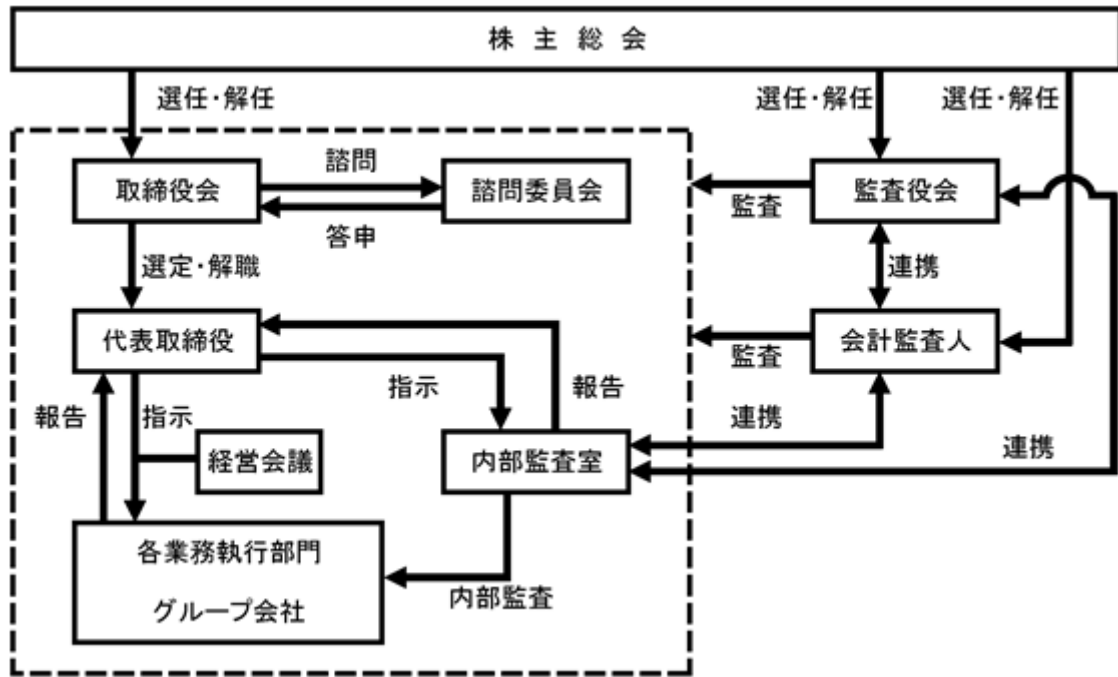 株主総会
選任・解任
選任・解任
選任・解任
取締役会
諮問
答申
諮問委員会
監査
監査役会
選定・解職
連携
代表取締役
監査
会計監査人
報告
指示
指示
報告
連携
経営会議
内部監査室
連携
各業務執行部門
グループ会社
内部監査